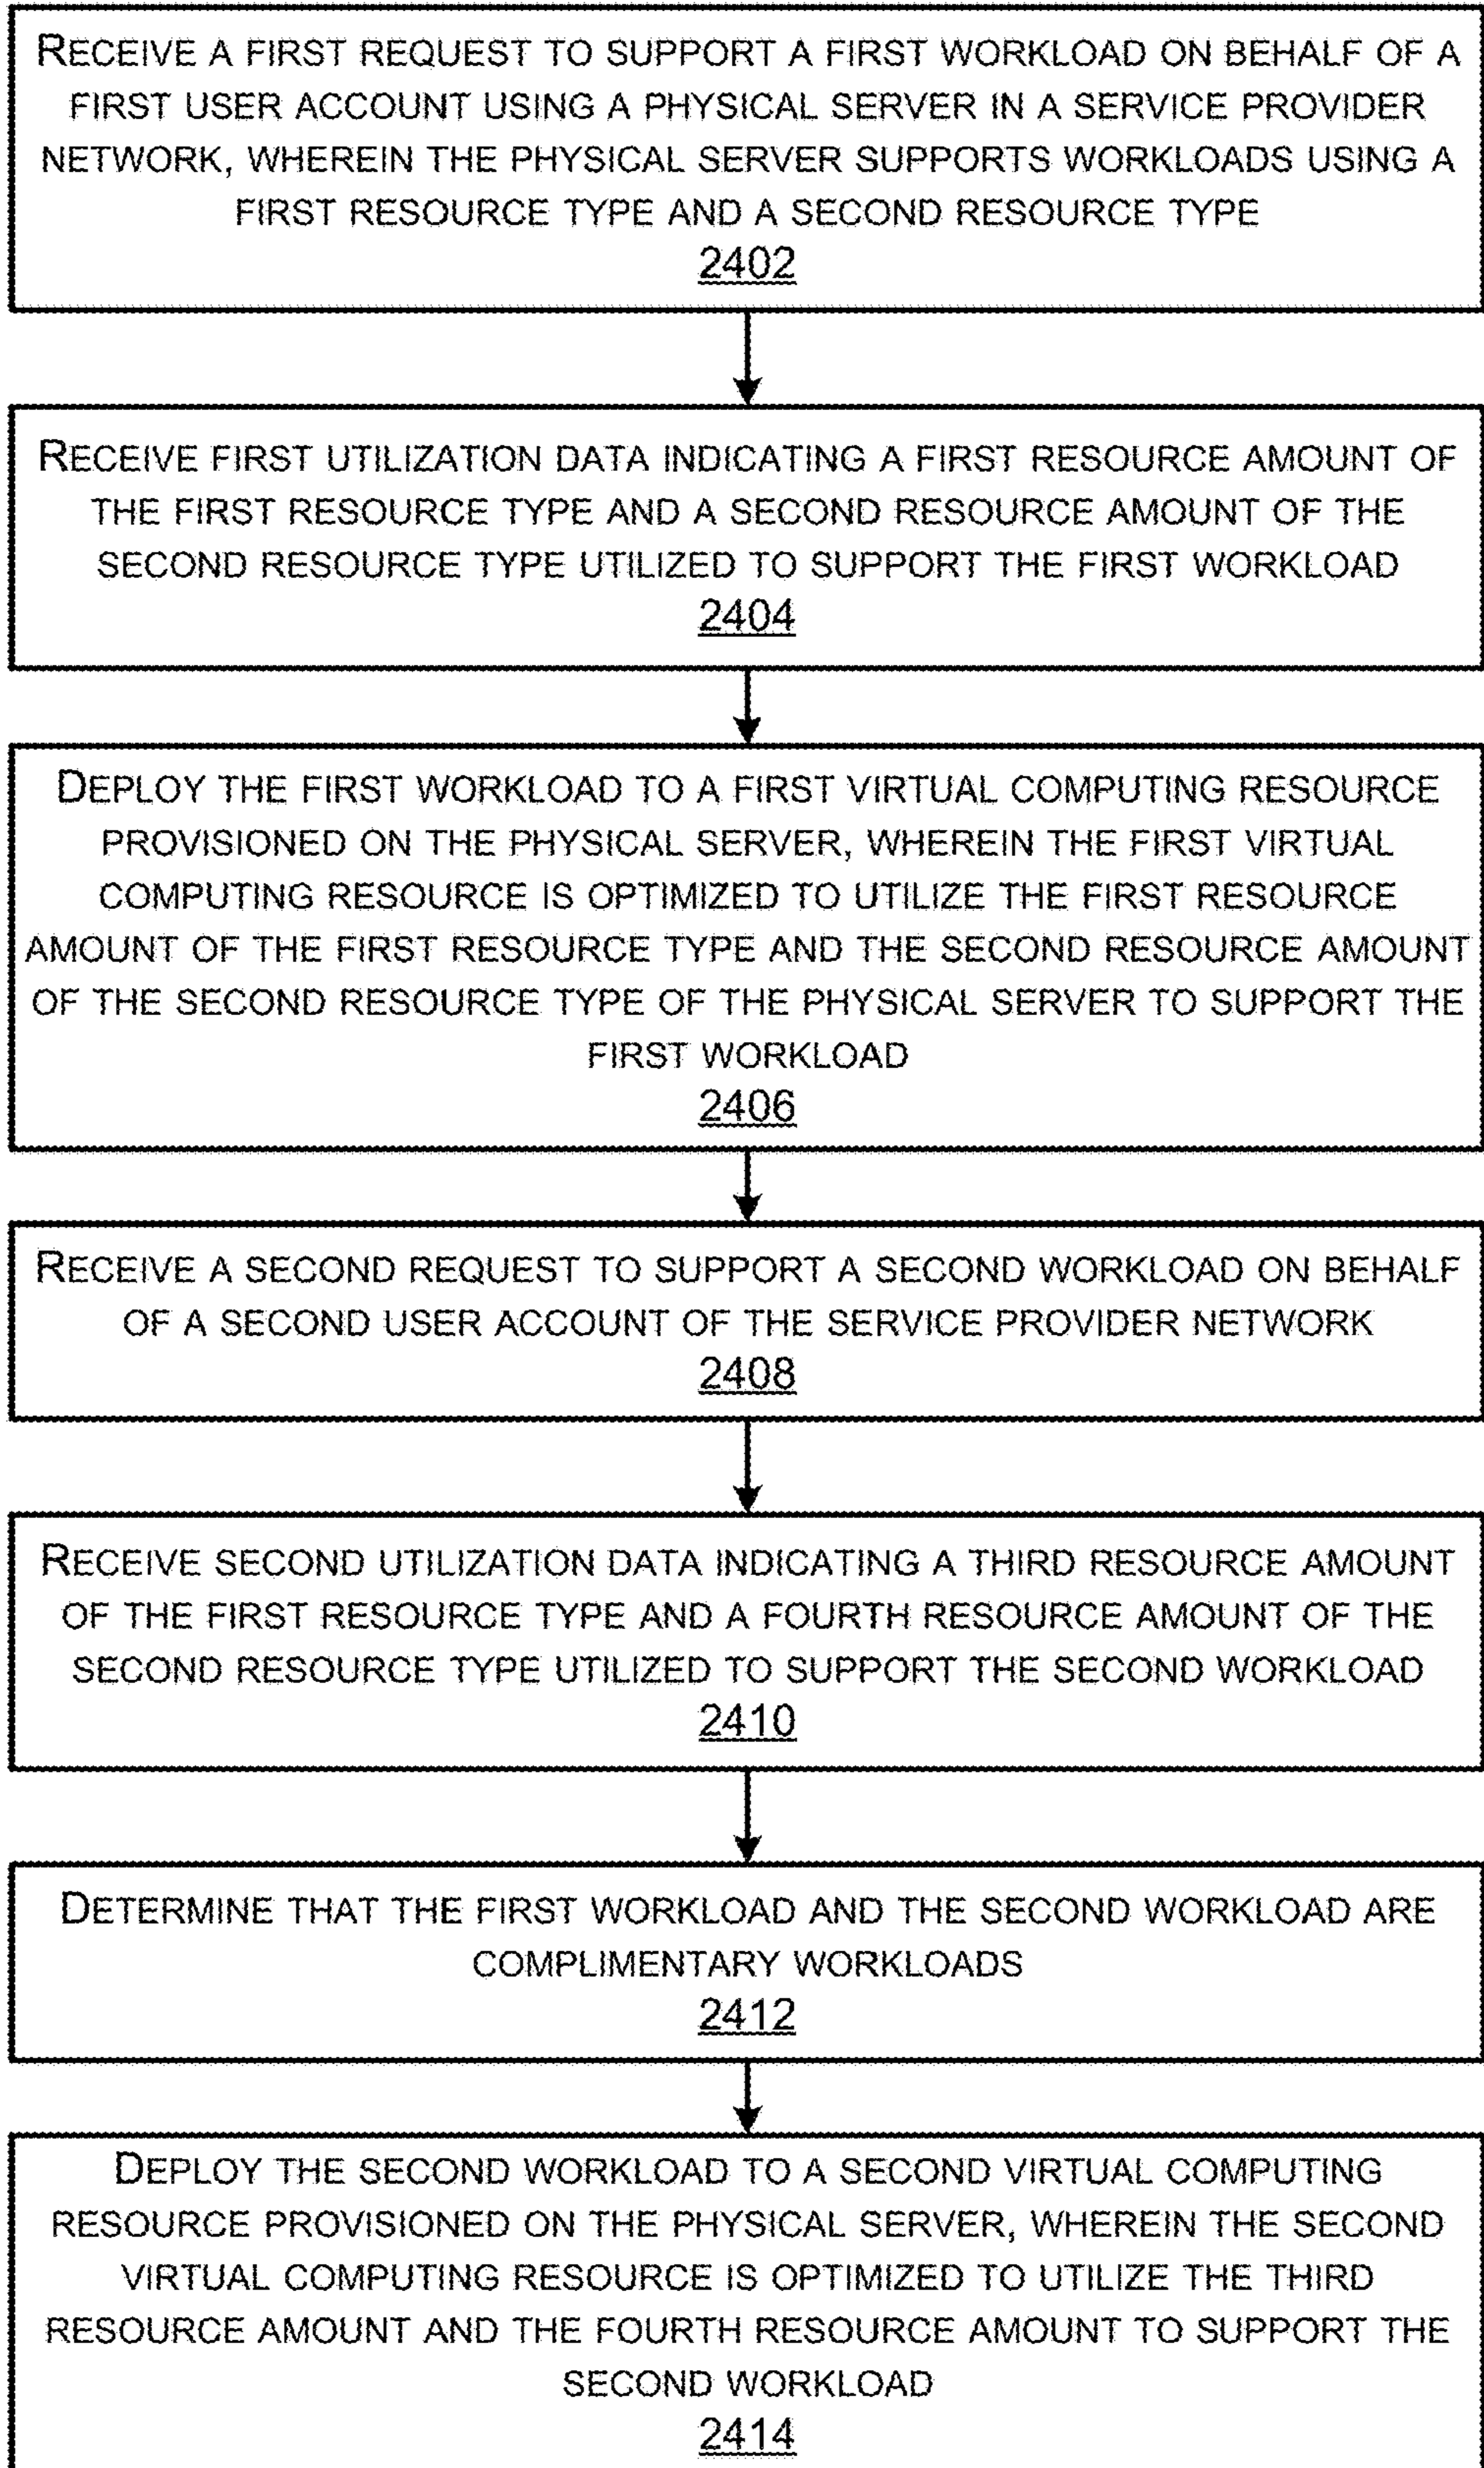 RECEIVE A FIRST REQUEST TO SUPPORT A FIRST WORKLOAD ON BEHALF OF A
FIRST USER ACCOUNT USING A PHYSICAL SERVER IN A SERVICE PROVIDER
NETWORK, WHEREIN THE PHYSICAL SERVER SUPPORTS WORKLOADS USING A
FIRST RESOURCE TYPE AND A SECOND RESOURCE TYPE
2402
RECEIVE FIRST UTILIZATION DATA INDICATING A FIRST RESOURCE AMOUNT OF
THE FIRST RESOURCE TYPE AND A SECOND RESOURCE AMOUNT OF THE
SECOND RESOURCE TYPE UTILIZED TO SUPPORT THE FIRST WORKLOAD
2404
DEPLOY THE FIRST WORKLOAD TO A FIRST VIRTUAL COMPUTING RESOURCE
PROVISIONED ON THE PHYSICAL SERVER, WHEREIN THE FIRST VIRTUAL
COMPUTING RESOURCE IS OPTIMIZED TO UTILIZE THE FIRST RESOURCE
AMOUNT OF THE FIRST RESOURCE TYPE AND THE SECOND RESOURCE AMOUNT
OF THE SECOND RESOURCE TYPE OF THE PHYSICAL SERVER TO SUPPORT THE
FIRST WORKLOAD
2406
RECEIVE A SECOND REQUEST TO SUPPORT A SECOND WORKLOAD ON BEHALF
OF A SECOND USER ACCOUNT OF THE SERVICE PROVIDER NETWORK
2408
RECEIVE SECOND UTILIZATION DATA INDICATING A THIRD RESOURCE AMOUNT
OF THE FIRST RESOURCE TYPE AND A FOURTH RESOURCE AMOUNT OF THE
SECOND RESOURCE TYPE UTILIZED TO SUPPORT THE SECOND WORKLOAD
2410
DETERMINE THAT THE FIRST WORKLOAD AND THE SECOND WORKLOAD ARE
COMPLIMENTARY WORKLOADS
2412
DEPLOY THE SECOND WORKLOAD TO A SECOND VIRTUAL COMPUTING
RESOURCE PROVISIONED ON THE PHYSICAL SERVER, WHEREIN THE SECOND
VIRTUAL COMPUTING RESOURCE IS OPTIMIZED TO UTILIZE THE THIRD
RESOURCE AMOUNT AND THE FOURTH RESOURCE AMOUNT TO SUPPORT THE
SECOND WORKLOAD
2414